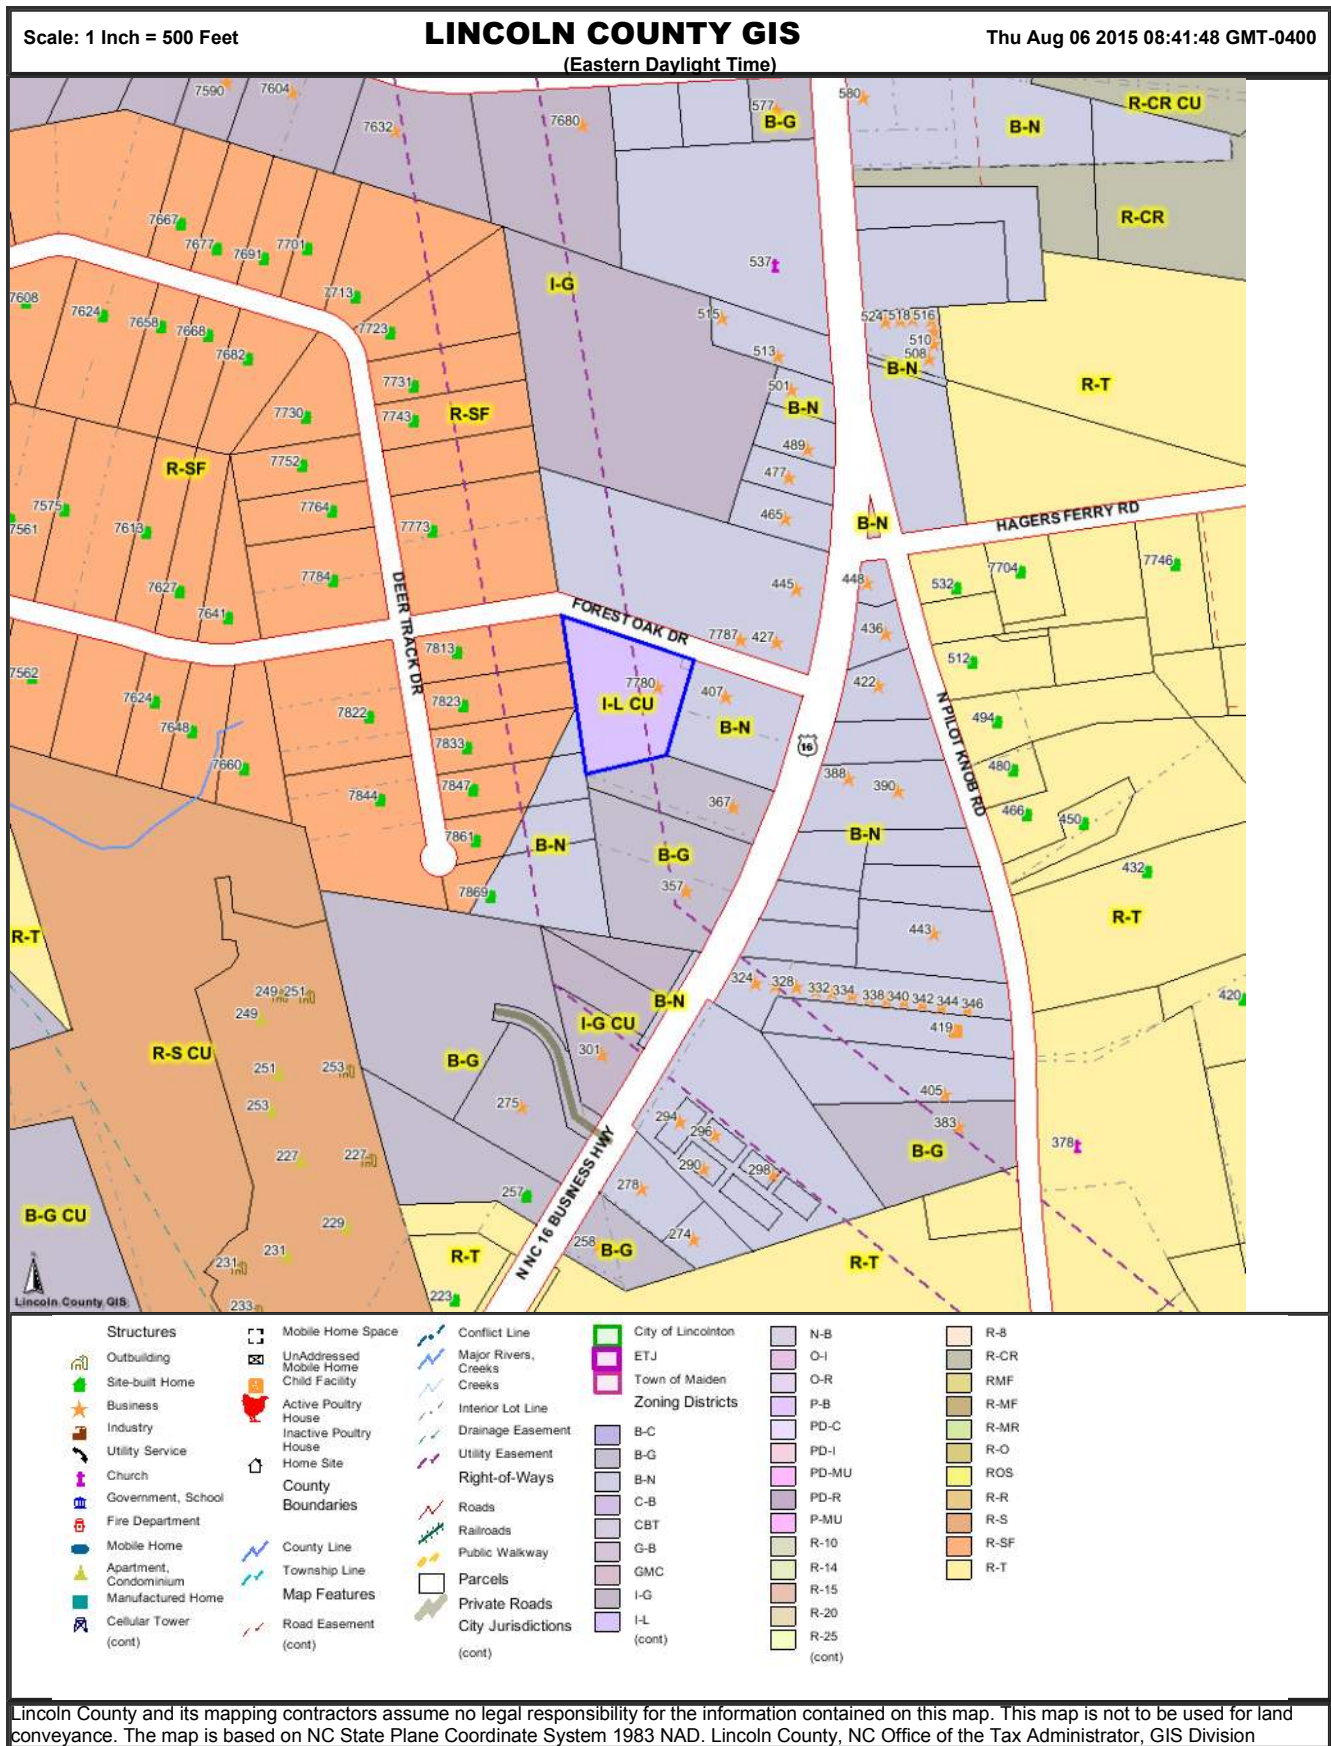 Scale: 1 Inch = 500 Feet
LINCOLN COUNTY GIS
Thu Aug 06 2015 08:41:48 GMT-0400
(Eastern Daylight Time)
7590
7604
7632
7680
577
B-G
580
R-CR CU
B-N
R-CR
7667
7677
7691
7701
537
I-G
7713
7608
7624
7658
7668
7682
7723
515
524 518 516
510
508
B-N
513
7731
501
B-N
R-T
7730
7743
R-SF
489
R-SF
7752
477
7575
7764
465
B-N
HAGERS FERRY RD
7561
7613
7773
7784
DEER TRACK DR
445
448
532
7704
7746
7627
7641
FOREST OAK DR
7787
427
436
7813
512
7562
7624
7780
I-L CU
407
422
N PILOT KNOB RD
7822
7823
494
7648
B-N
16
7833
7660
388
390
480
7844
7847
367
466
450
7861
B-N
B-G
B-N
432
7869
357
R-T
R-T
443
324
328
332 334
338 340 342 344 346
420
249 251
249
B-N
I-G CU
419
R-S CU
B-G
301
251
253
405
253
275
383
294
296
B-G
378
227
227
290
298
N NC 16 BUSINESS HWY
257
278
B-G CU
229
274
258
B-G
231
231
R-T
R-T
233
223
Lincoln County GIS
Structures
Outbuilding
Site-built Home
Business
Industry
Utility Service
Church
Government, School
Fire Department
Mobile Home
Apartment,
Condominium
Manufactured Home
Cellular Tower
(cont)
Mobile Home Space
UnAddressed
Mobile Home
Child Facility
Active Poultry
House
Inactive Poultry
House
Home Site
County
Boundaries
County Line
Township Line
Map Features
Road Easement
(cont)
Conflict Line
Major Rivers,
Creeks
Creeks
Interior Lot Line
Drainage Easement
Utility Easement
Right-of-Ways
Roads
Railroads
Public Walkway
Parcels
Private Roads
City Jurisdictions
(cont)
City of Lincolnton
ETJ
Town of Maiden
Zoning Districts
B-C
B-G
B-N
C-B
CBT
G-B
GMC
I-G
I-L
(cont)
N-B
O-I
O-R
P-B
PD-C
PD-I
PD-MU
PD-R
P-MU
R-10
R-14
R-15
R-20
R-25
(cont)
R-8
R-CR
RMF
R-MF
R-MR
R-O
ROS
R-R
R-S
R-SF
R-T
Lincoln County and its mapping contractors assume no legal responsibility for the information contained on this map. This map is not to be used for land
conveyance. The map is based on NC State Plane Coordinate System 1983 NAD. Lincoln County, NC Office of the Tax Administrator, GIS Division